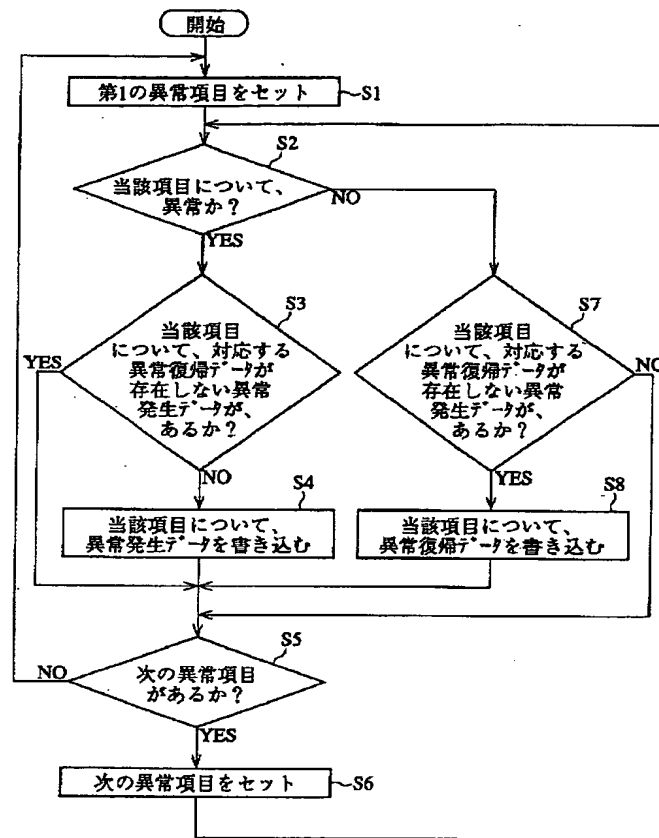 開始
第1の異常項目をセット
S1
S2
当該項目について、
異常か?
NO
YES
S3
当該項目
について、対応する
異常復帰データが
存在しない異常
発生データが、
あるか?
YES
NO
S7
当該項目
について、対応する
異常復帰データが
存在しない異常
発生データが、
あるか?
NO
YES
S4
当該項目について、
異常発生データを書き込む
S8
当該項目について、
異常復帰データを書き込む
S5
次の異常項目
があるか?
NO
YES
次の異常項目をセット
S6